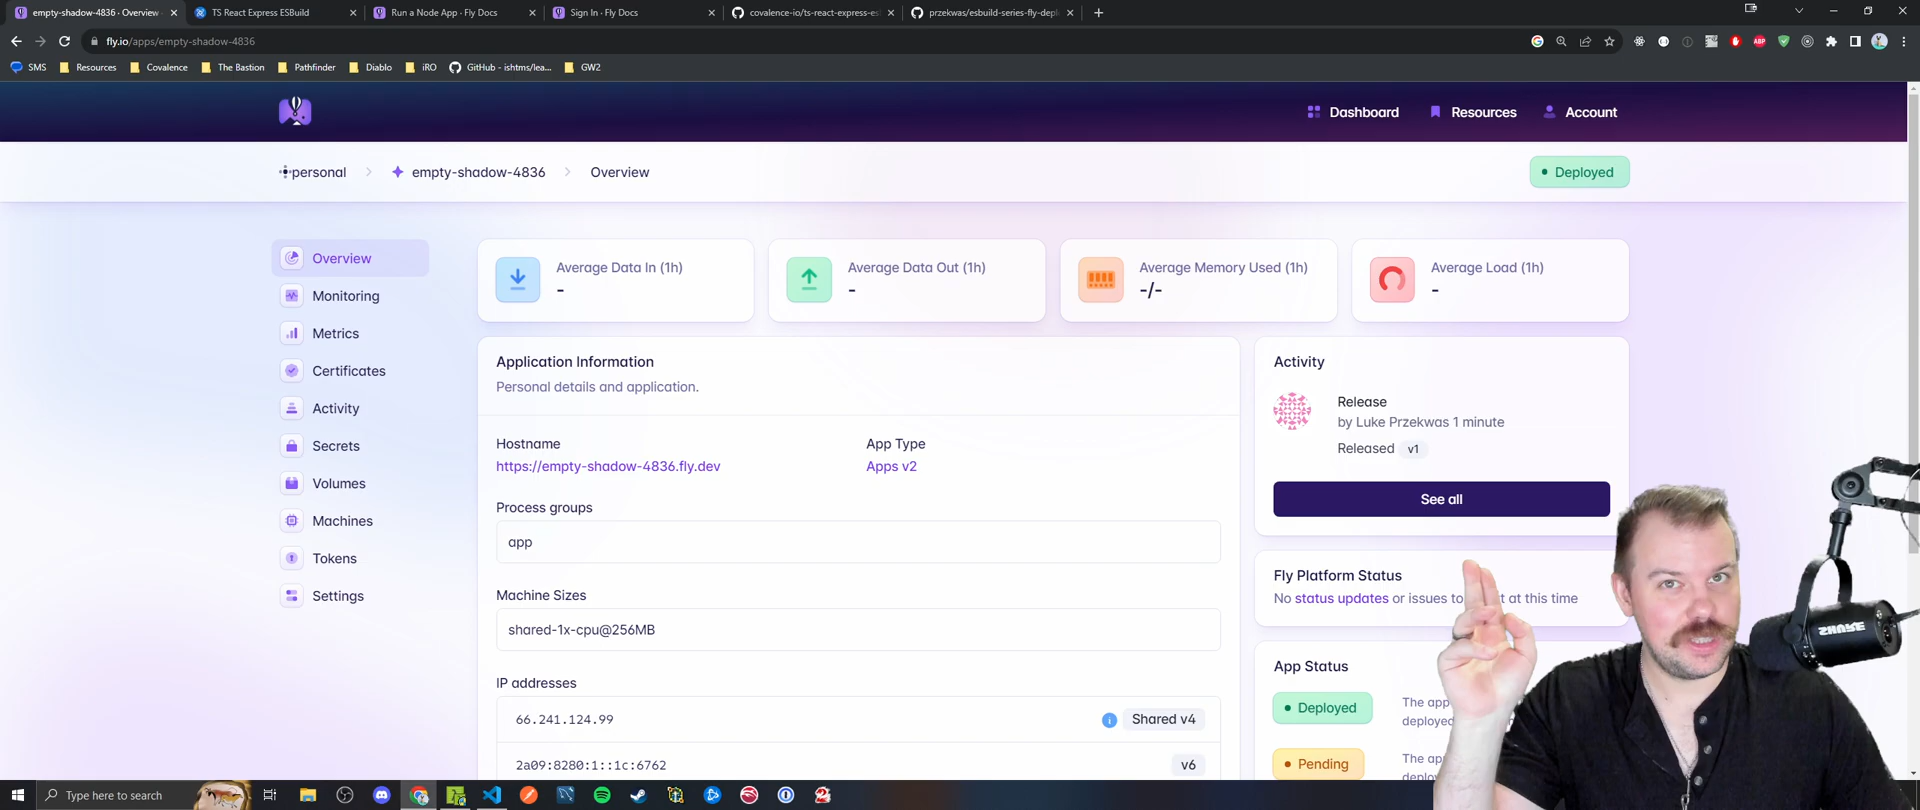 empty-shadow-4836 · Overview ·
TS React Express ESBuild
Run a Node App · Fly Docs
Sign In · Fly Docs
covalence-io/ts-react-express-es
przekwas/esbuild-series-fly-depl
fly.io/apps/empty-shadow-4836
SMS
Resources
Covalence
The Bastion
Pathfinder
Diablo
iRO
GitHub - ishtms/lea...
GW2
Dashboard
Resources
Account
personal
empty-shadow-4836
Overview
Deployed
Overview
Monitoring
Metrics
Certificates
Activity
Secrets
Volumes
Machines
Tokens
Settings
Average Data In (1h)
-
Average Data Out (1h)
-
Average Memory Used (1h)
-/-
Average Load (1h)
-
Application Information
Personal details and application.
Hostname
https://empty-shadow-4836.fly.dev
App Type
Apps v2
Process groups
app
Machine Sizes
shared-1x-cpu@256MB
IP addresses
66.241.124.99
Shared v4
2a09:8280:1::1c:6762
v6
Activity
Release
by Luke Przekwas 1 minute
Released v1
See all
Fly Platform Status
No status updates or issues to at this time
App Status
Deployed
The app
deployed
Pending
The app
SHURE
Type here to search